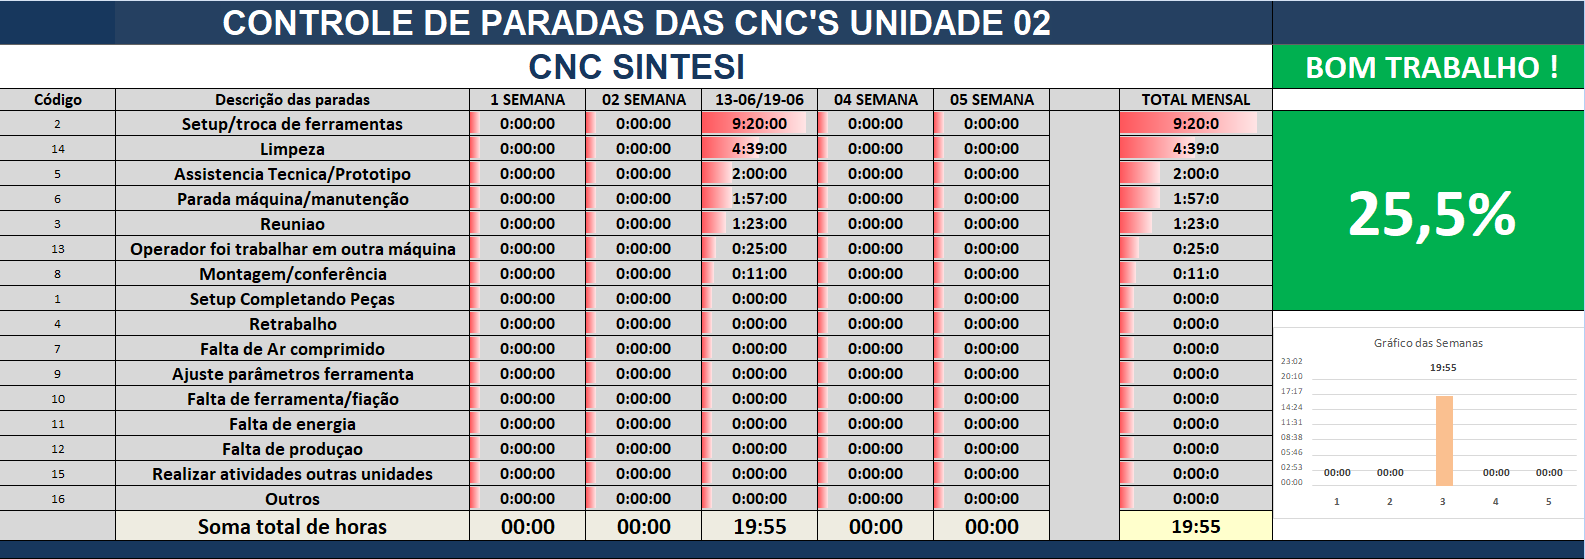 CONTROLE DE PARADAS DAS CNC'S UNIDADE 02
CNC SINTESI
BOM TRABALHO !
Código Descrição das paradas 1 SEMANA 02 SEMANA 13-06/19-06 04 SEMANA 05 SEMANA TOTAL MENSAL
2 Setup/troca de ferramentas 0:00:00 0:00:00 9:20:00 0:00:00 0:00:00 9:20:0
14 Limpeza 0:00:00 0:00:00 4:39:00 0:00:00 0:00:00 4:39:0
5 Assistencia Tecnica/Prototipo 0:00:00 0:00:00 2:00:00 0:00:00 0:00:00 2:00:0
6 Parada máquina/manutenção 0:00:00 0:00:00 1:57:00 0:00:00 0:00:00 1:57:0
3 Reuniao 0:00:00 0:00:00 1:23:00 0:00:00 0:00:00 1:23:0
13 Operador foi trabalhar em outra máquina 0:00:00 0:00:00 0:25:00 0:00:00 0:00:00 0:25:0
8 Montagem/conferência 0:00:00 0:00:00 0:11:00 0:00:00 0:00:00 0:11:0
1 Setup Completando Peças 0:00:00 0:00:00 0:00:00 0:00:00 0:00:00 0:00:0
4 Retrabalho 0:00:00 0:00:00 0:00:00 0:00:00 0:00:00 0:00:0
7 Falta de Ar comprimido 0:00:00 0:00:00 0:00:00 0:00:00 0:00:00 0:00:0
9 Ajuste parâmetros ferramenta 0:00:00 0:00:00 0:00:00 0:00:00 0:00:00 0:00:0
10 Falta de ferramenta/fiação 0:00:00 0:00:00 0:00:00 0:00:00 0:00:00 0:00:0
11 Falta de energia 0:00:00 0:00:00 0:00:00 0:00:00 0:00:00 0:00:0
12 Falta de produçao 0:00:00 0:00:00 0:00:00 0:00:00 0:00:00 0:00:0
15 Realizar atividades outras unidades 0:00:00 0:00:00 0:00:00 0:00:00 0:00:00 0:00:0
16 Outros 0:00:00 0:00:00 0:00:00 0:00:00 0:00:00 0:00:0
Soma total de horas 00:00 00:00 19:55 00:00 00:00 19:55
25,5%
Gráfico das Semanas
19:55
23:02
20:10
17:17
14:24
11:31
08:38
05:46
02:53
00:00
00:00 00:00 00:00 00:00
1 2 3 4 5